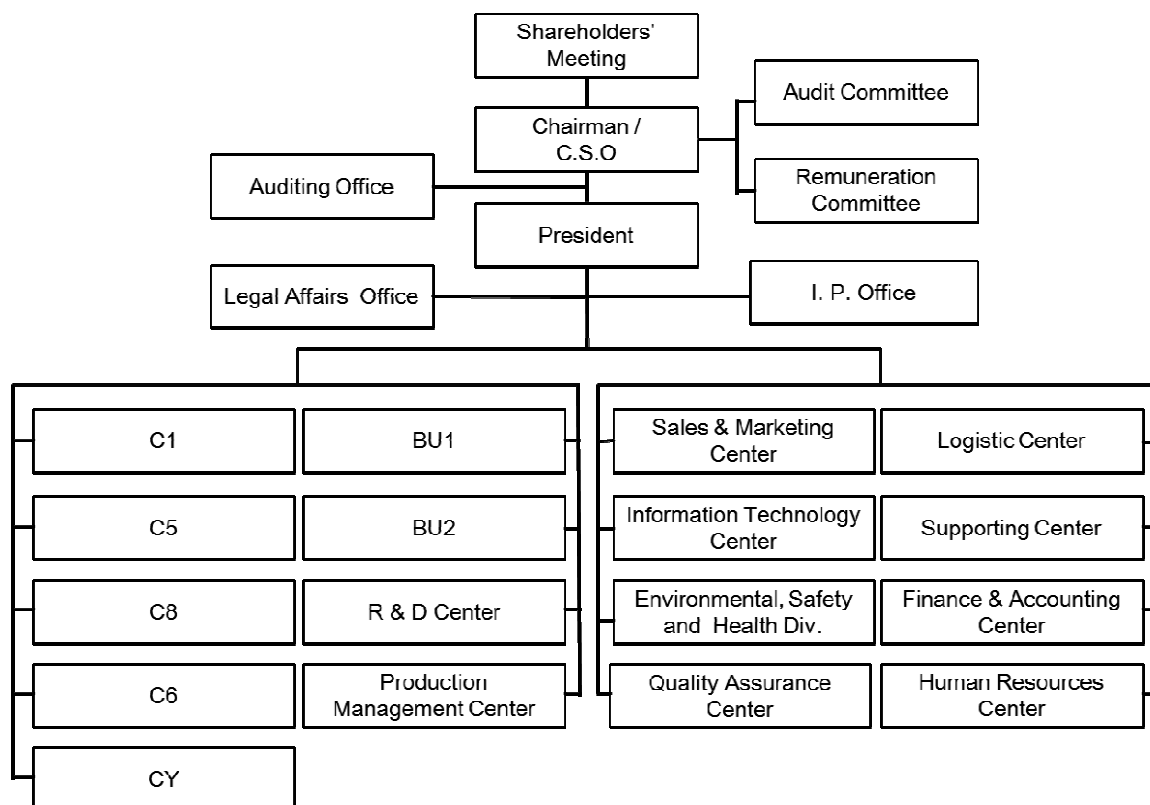 Shareholders'
Meeting
Chairman /
C.S.O
Audit Committee
Auditing Office
Remuneration
Committee
President
Legal Affairs Office
I. P. Office
C1
BU1
Sales & Marketing
Center
Logistic Center
C5
BU2
Information Technology
Center
Supporting Center
C8
R & D Center
Environmental, Safety
and Health Div.
Finance & Accounting
Center
C6
Production
Management Center
Quality Assurance
Center
Human Resources
Center
CY